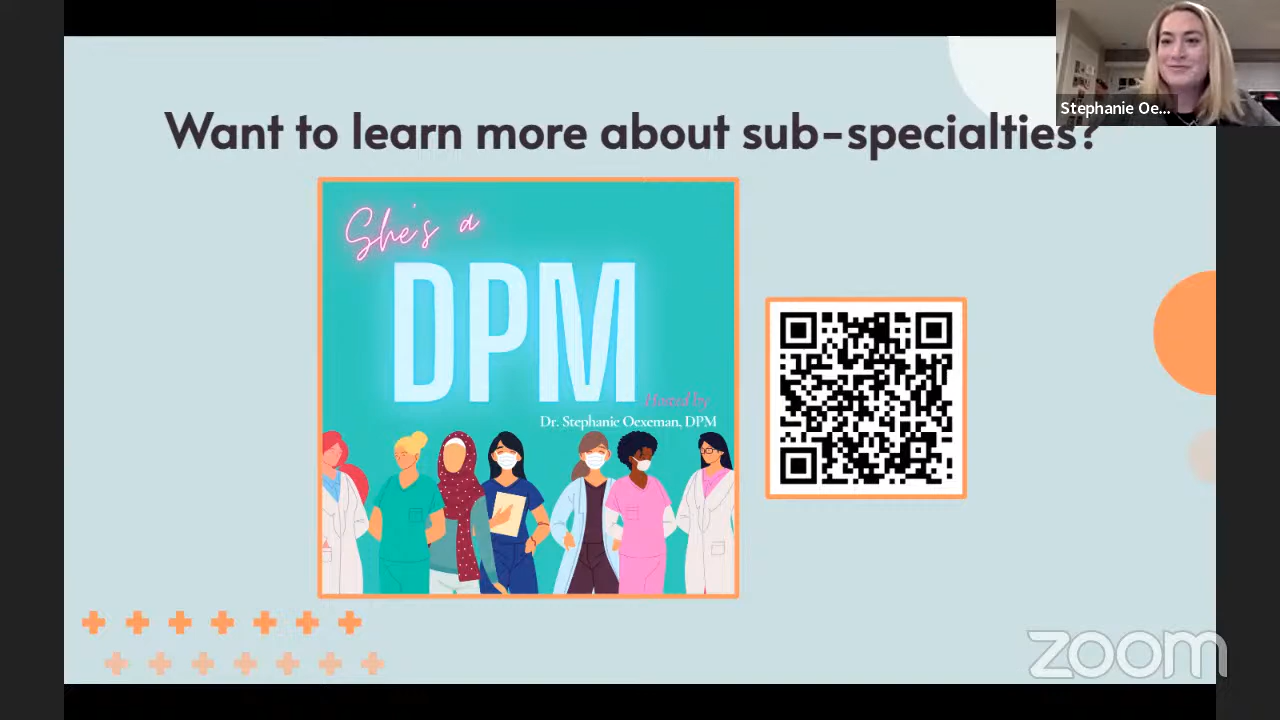 Stephanie Oe...
Want to learn more about sub-specialties?
She's a
DPM
Hosted by
Dr. Stephanie Oexeman, DPM
zoom